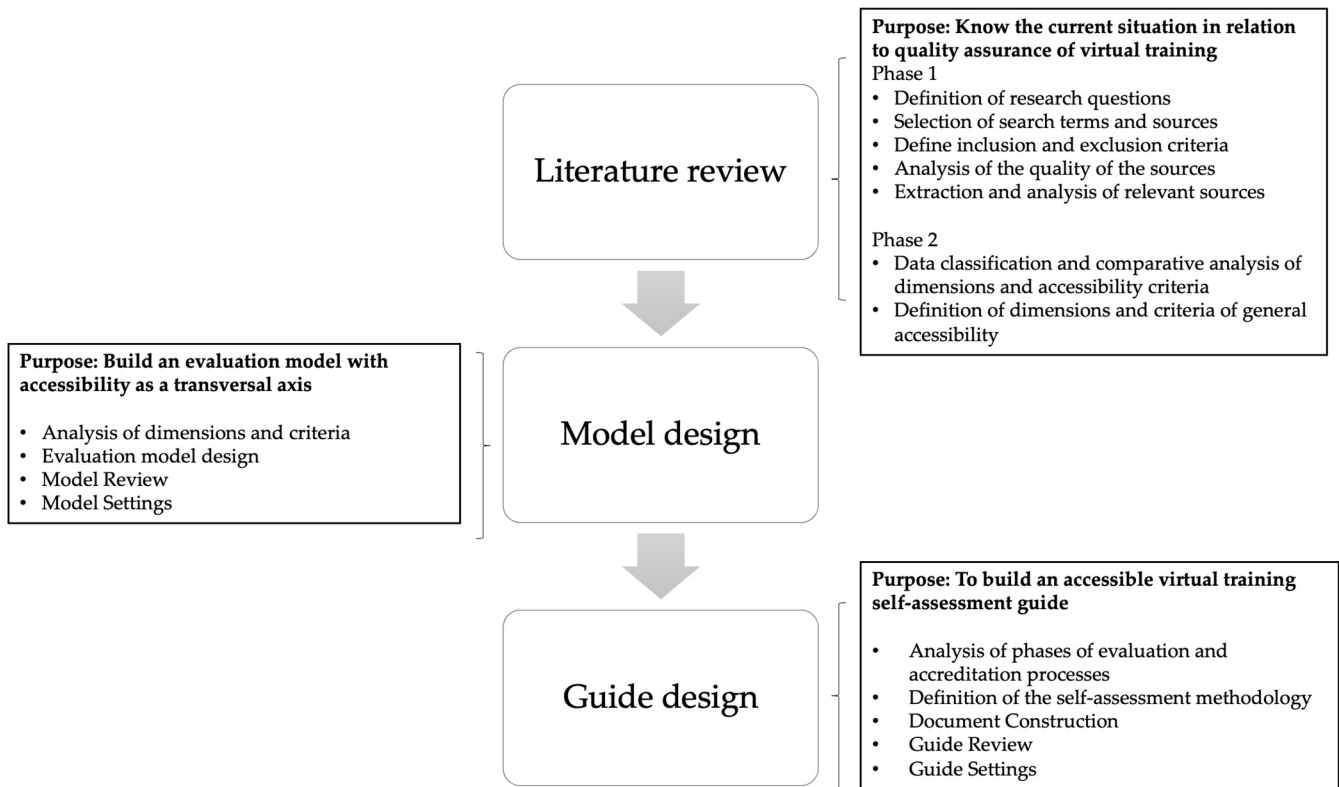 Purpose: Know the current situation in relation
to quality assurance of virtual training
Phase 1
• Definition of research questions
• Selection of search terms and sources
• Define inclusion and exclusion criteria
• Analysis of the quality of the sources
• Extraction and analysis of relevant sources
Phase 2
• Data classification and comparative analysis of
dimensions and accessibility criteria
• Definition of dimensions and criteria of general
accessibility
Literature review
Purpose: Build an evaluation model with
accessibility as a transversal axis
• Analysis of dimensions and criteria
• Evaluation model design
• Model Review
• Model Settings
Model design
Purpose: To build an accessible virtual training
self-assessment guide
• Analysis of phases of evaluation and
accreditation processes
• Definition of the self-assessment methodology
• Document Construction
• Guide Review
• Guide Settings
Guide design